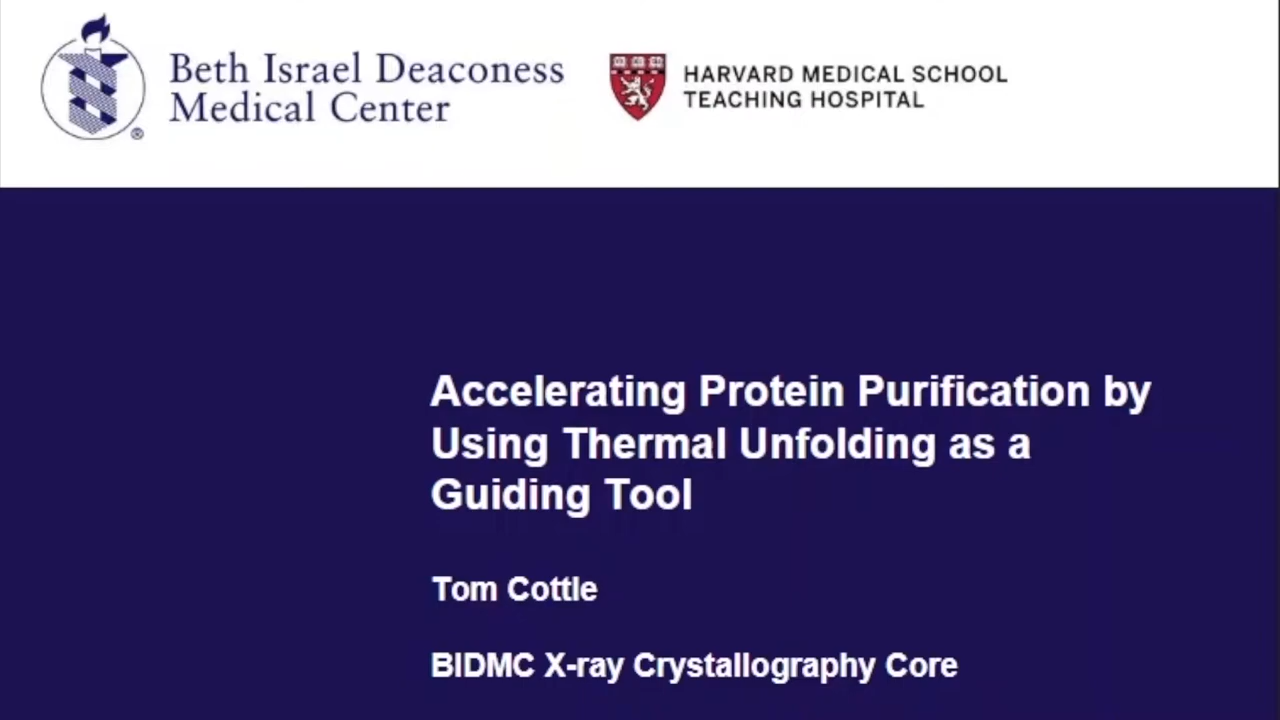 Beth Israel Deaconess
Medical Center
®
HARVARD MEDICAL SCHOOL
TEACHING HOSPITAL
Accelerating Protein Purification by
Using Thermal Unfolding as a
Guiding Tool
Tom Cottle
BIDMC X-ray Crystallography Core